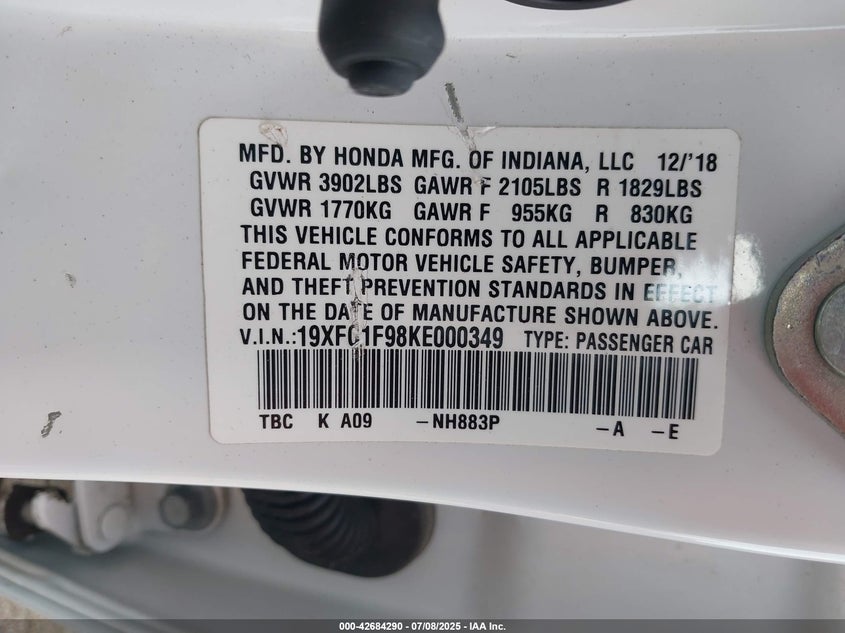 MFD. BY HONDA MFG. OF INDIANA, LLC 12/'18
GVWR 3902LBS GAWR F 2105LBS R 1829LBS
GVWR 1770KG GAWR F 955KG R 830KG
THIS VEHICLE CONFORMS TO ALL APPLICABLE
FEDERAL MOTOR VEHICLE SAFETY, BUMPER,
AND THEFT PREVENTION STANDARDS IN EFFECT
ON THE DATE OF MANUFACTURE SHOWN ABOVE.
V.I.N.:19XFC1F98KE000349 TYPE: PASSENGER CAR
TBC K A09 -NH883P -A -E
000-42684290 - 07/08/2025 - IAA Inc.